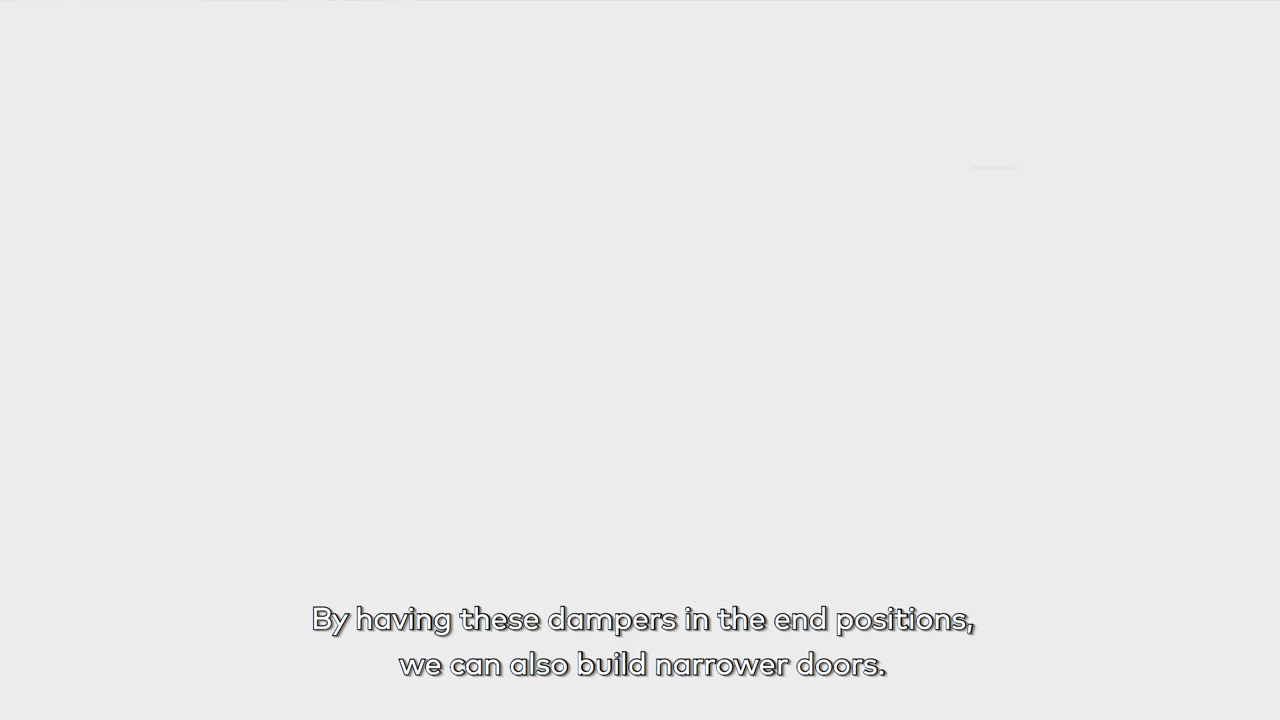 By having these dampers in the end positions,
we can also build narrower doors.